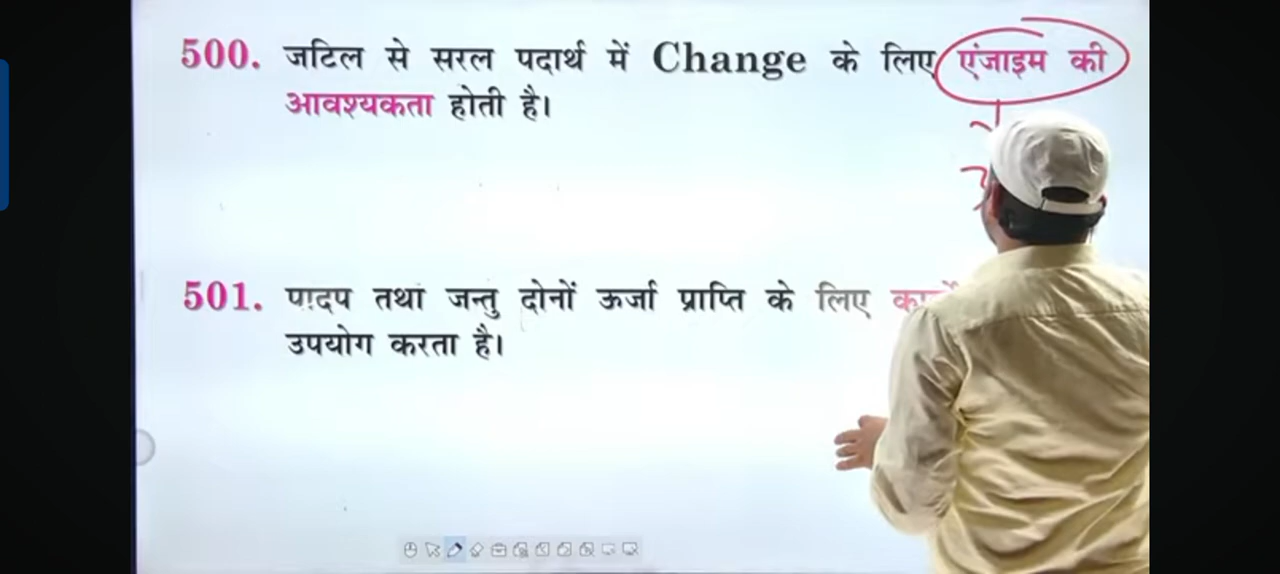 500. जटिल से सरल पदार्थ में Change के लिए एंजाइम की
आवश्यकता होती है।
501. पादप तथा जन्तु दोनों ऊर्जा प्राप्ति के लिए
उपयोग करता है।